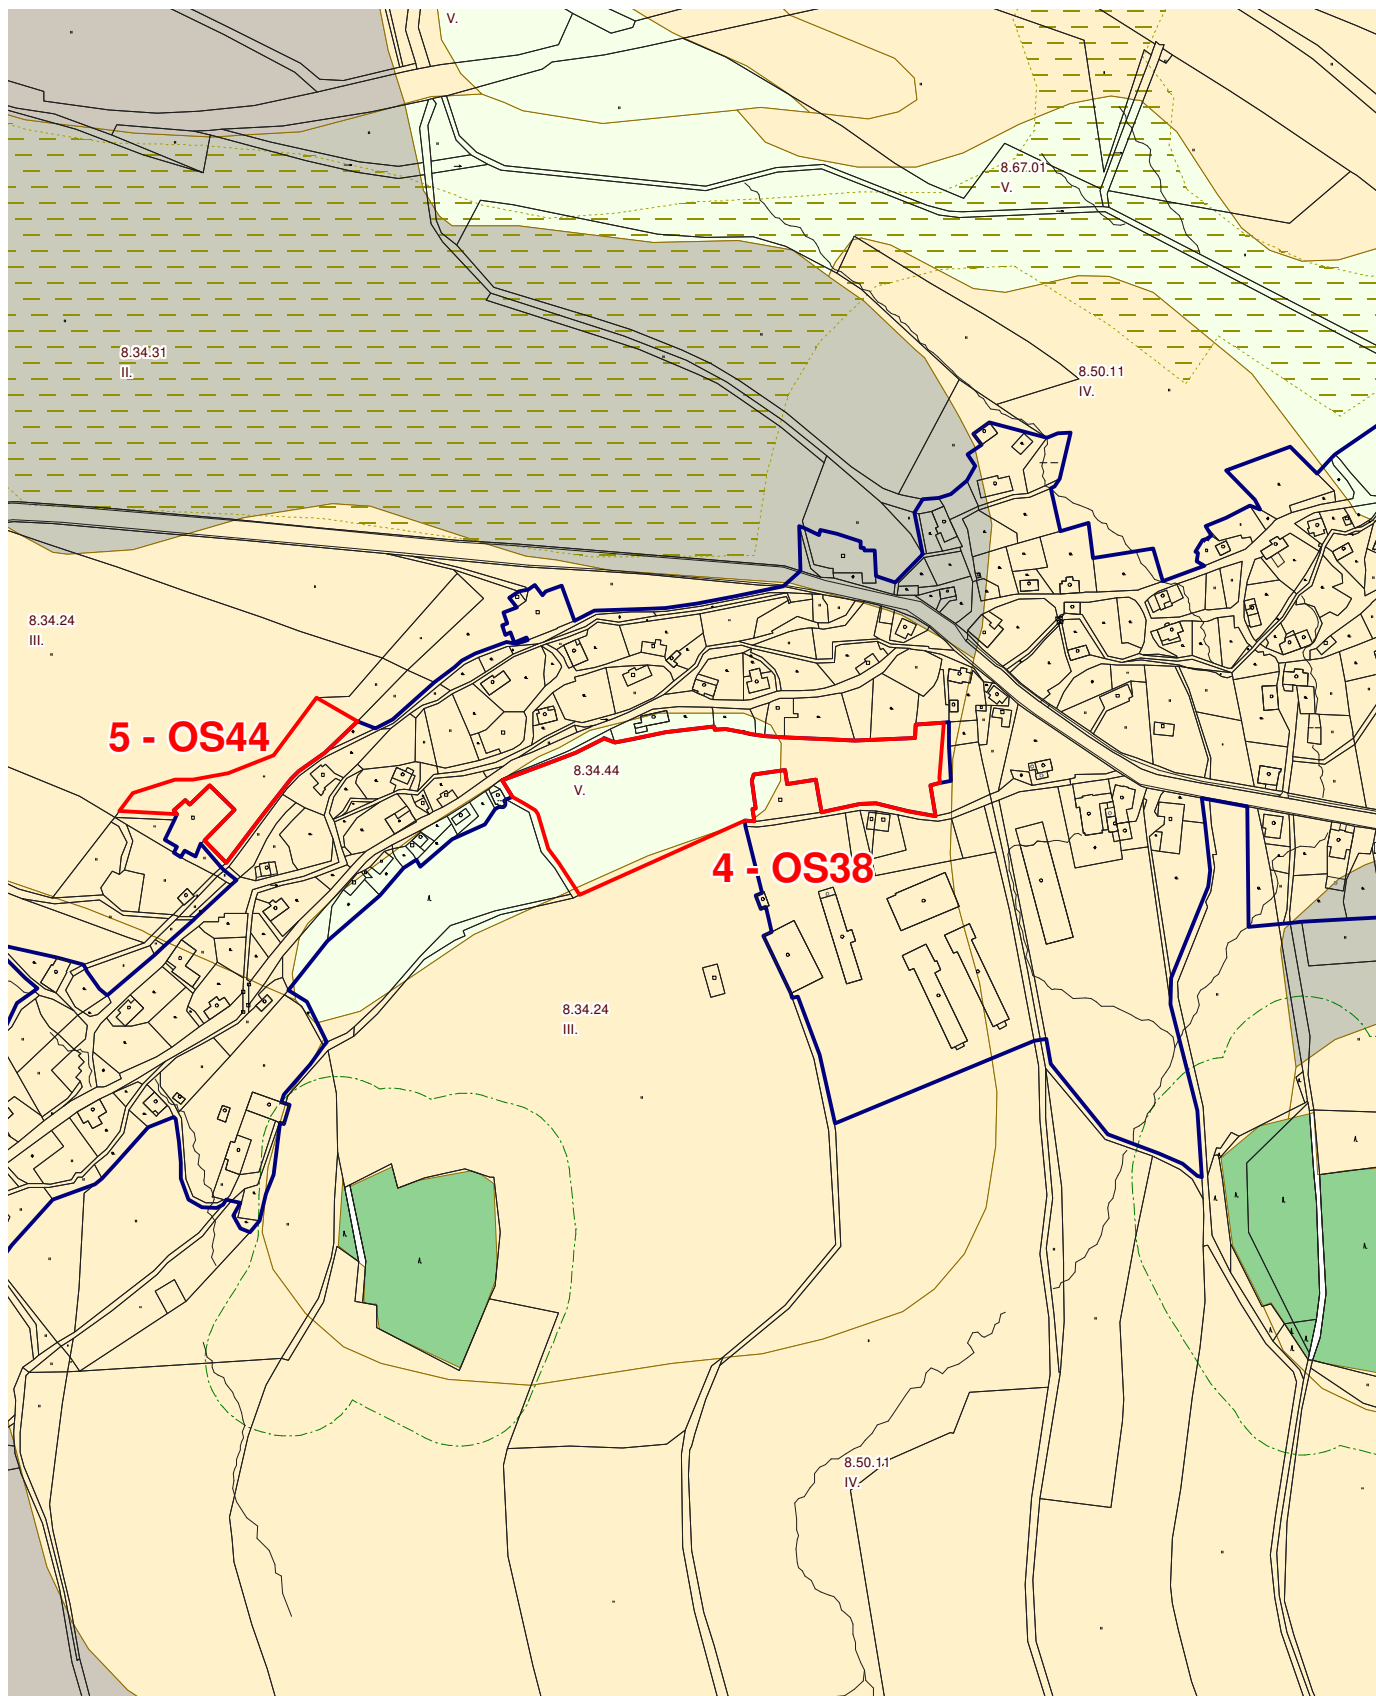 V.
8.67.01
V.
8.34.31
II.
8.50.11
IV.
8.34.24
III.
5 - OS44
8.34.44
V.
4 - OS38
8.34.24
III.
8.50.11
IV.